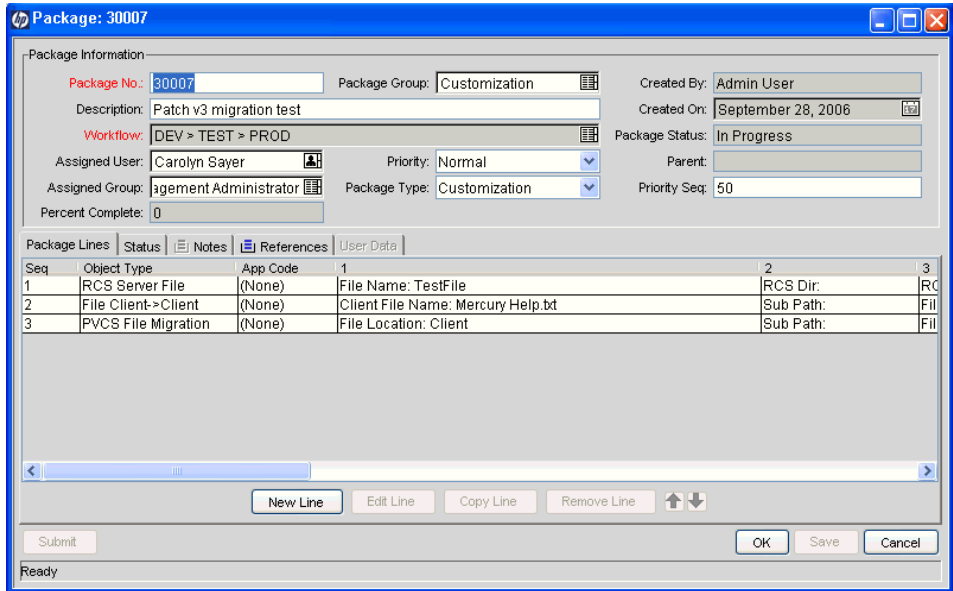 hp Package: 30007
Package Information
Package No.: 30007 Package Group: Customization Created By: Admin User
Description: Patch v3 migration test Created On: September 28, 2006
Workflow: DEV > TEST > PROD Package Status: In Progress
Assigned User: Carolyn Sayer Priority: Normal Parent:
Assigned Group: agement Administrator Package Type: Customization Priority Seq: 50
Percent Complete: 0
Package Lines Status Notes References User Data
Seq Object Type App Code 1 2 3
1 RCS Server File (None) File Name: TestFile RCS Dir: RC
2 File Client->Client (None) Client File Name: Mercury Help.txt Sub Path: Fil
3 PVCS File Migration (None) File Location: Client Sub Path: Fil
New Line Edit Line Copy Line Remove Line
Submit OK Save Cancel
Ready